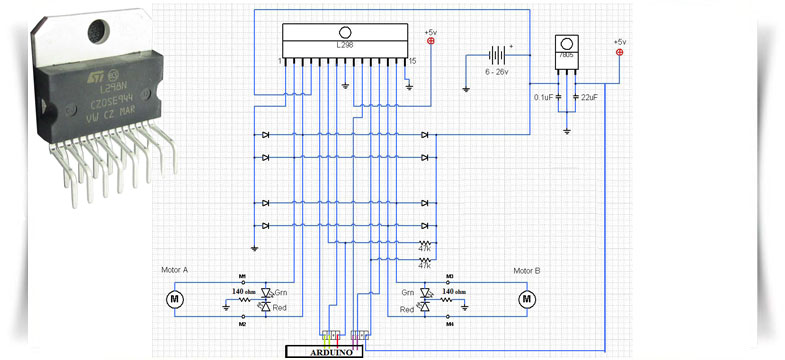 ST
L298N
CZ0SE944
VW CZ MAR
L298
1
15
+5v
+
6 - 26v
7805
+5v
0.1uF
22uF
47k
47k
Motor A
M1
140 ohm
Grn
Red
M
M2
M3
Motor B
Grn
140 ohm
Red
M
M4
ARDUINO